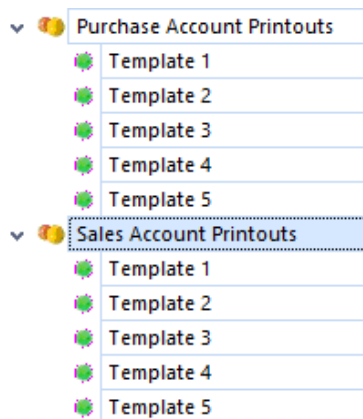 Purchase Account Printouts
Template 1
Template 2
Template 3
Template 4
Template 5
Sales Account Printouts
Template 1
Template 2
Template 3
Template 4
Template 5